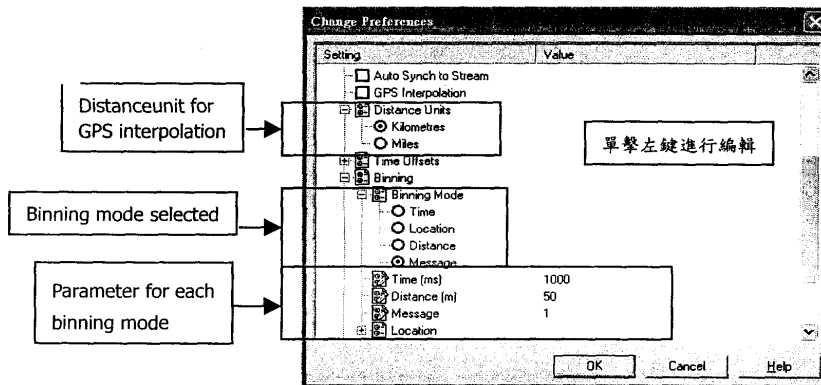 Change Preferences
Setting Value
Auto Synch to Stream
GPS Interpolation
Distance Units
Kilometres
Miles
Time Offsets
Binning
Binning Mode
Time
Location
Distance
Message
Time (ms) 1000
Distance (m) 50
Message 1
Location
OK Cancel Help
Distanceunit for
GPS interpolation
Binning mode selected
Parameter for each
binning mode
單擊左鍵進行編輯